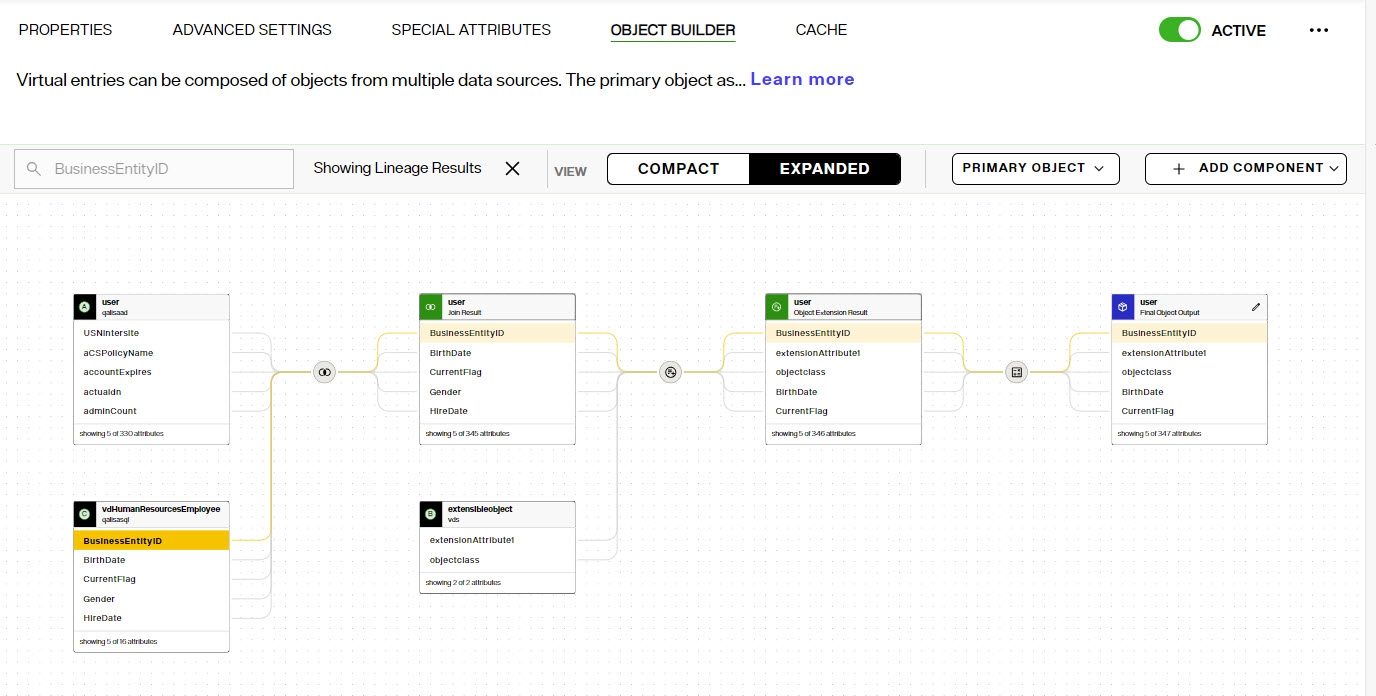 PROPERTIES
ADVANCED SETTINGS
SPECIAL ATTRIBUTES
OBJECT BUILDER
CACHE
ACTIVE
Virtual entries can be composed of objects from multiple data sources. The primary object as... Learn more
BusinessEntityID
Showing Lineage Results
VIEW
COMPACT
EXPANDED
PRIMARY OBJECT
ADD COMPONENT
A
user
qalisaad
USNIntersite
aCSPolicyName
accountExpires
actualdn
adminCount
showing 5 of 330 attributes
user
Join Result
BusinessEntityID
BirthDate
CurrentFlag
Gender
HireDate
showing 5 of 345 attributes
user
Object Extension Result
BusinessEntityID
extensionAttribute1
objectclass
BirthDate
CurrentFlag
showing 5 of 346 attributes
user
Final Object Output
BusinessEntityID
extensionAttribute1
objectclass
BirthDate
CurrentFlag
showing 5 of 347 attributes
C
vdHumanResourcesEmployee
qalisasql
BusinessEntityID
BirthDate
CurrentFlag
Gender
HireDate
showing 5 of 16 attributes
B
extensibleobject
vds
extensionAttribute1
objectclass
showing 2 of 2 attributes